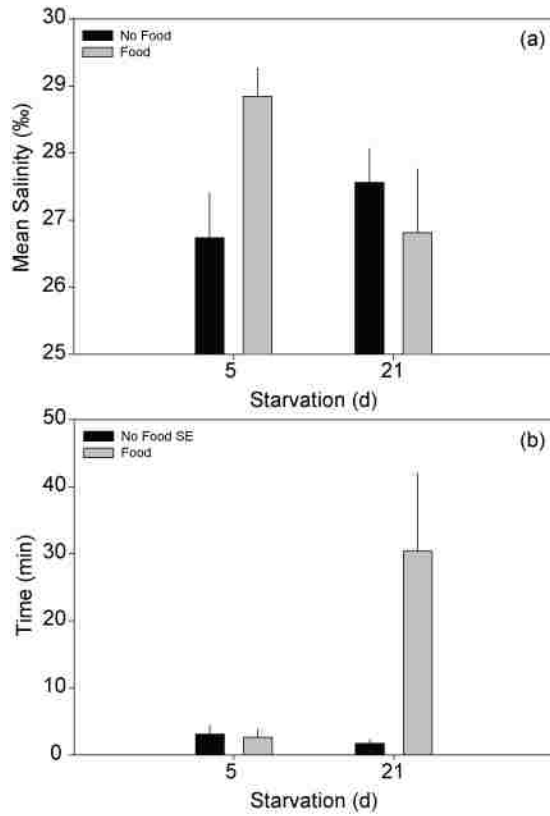 30
29
28
27
26
25
Mean Salinity (‰)
No Food
Food
(a)
5 21
Starvation (d)
50
40
30
20
10
0
Time (min)
No Food SE
Food
(b)
5 21
Starvation (d)